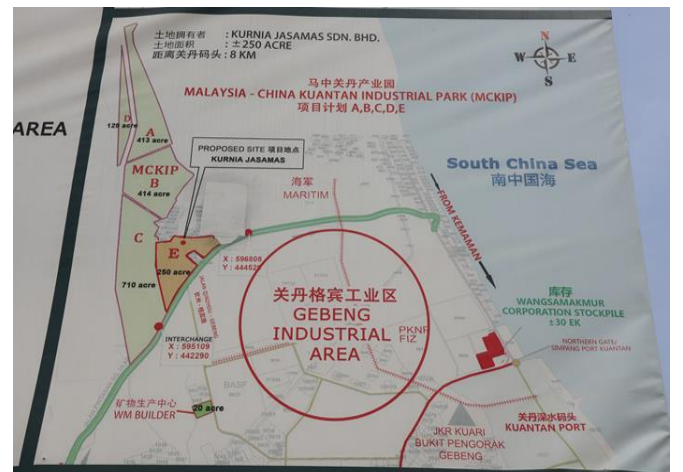 AREA
土地拥有者 : KURNIA JASAMAS SDN. BHD.
土地面积 : ±250 ACRE
距离关丹码头 : 8 KM
N
W E
S
马中关丹产业园
MALAYSIA - CHINA KUANTAN INDUSTRIAL PARK (MCKIP)
项目计划 A,B,C,D,E
D
126 acre
A
413 acre
PROPOSED SITE 项目地点
KURNIA JASAMAS
MCKIP
B
414 acre
South China Sea
南中国海
海军
MARITIM
FROM KEMAMAN
C
E
250 acre
710 acre
X : 596808
INTERCHANGE
X : 595109
Y : 442290
关丹格宾工业区
GEBENG
INDUSTRIAL
AREA
PKNP
FIZ
库存
WANGSAMAKMUR
CORPORATION STOCKPILE
±30 EK
NORTHERN GATE/
SIMPANG PORT KUANTAN
BASF
矿物生产中心
WM BUILDER
20 acre
关丹深水码头
KUANTAN PORT
JKR KUARI
BUKIT PENGORAK
GEBENG